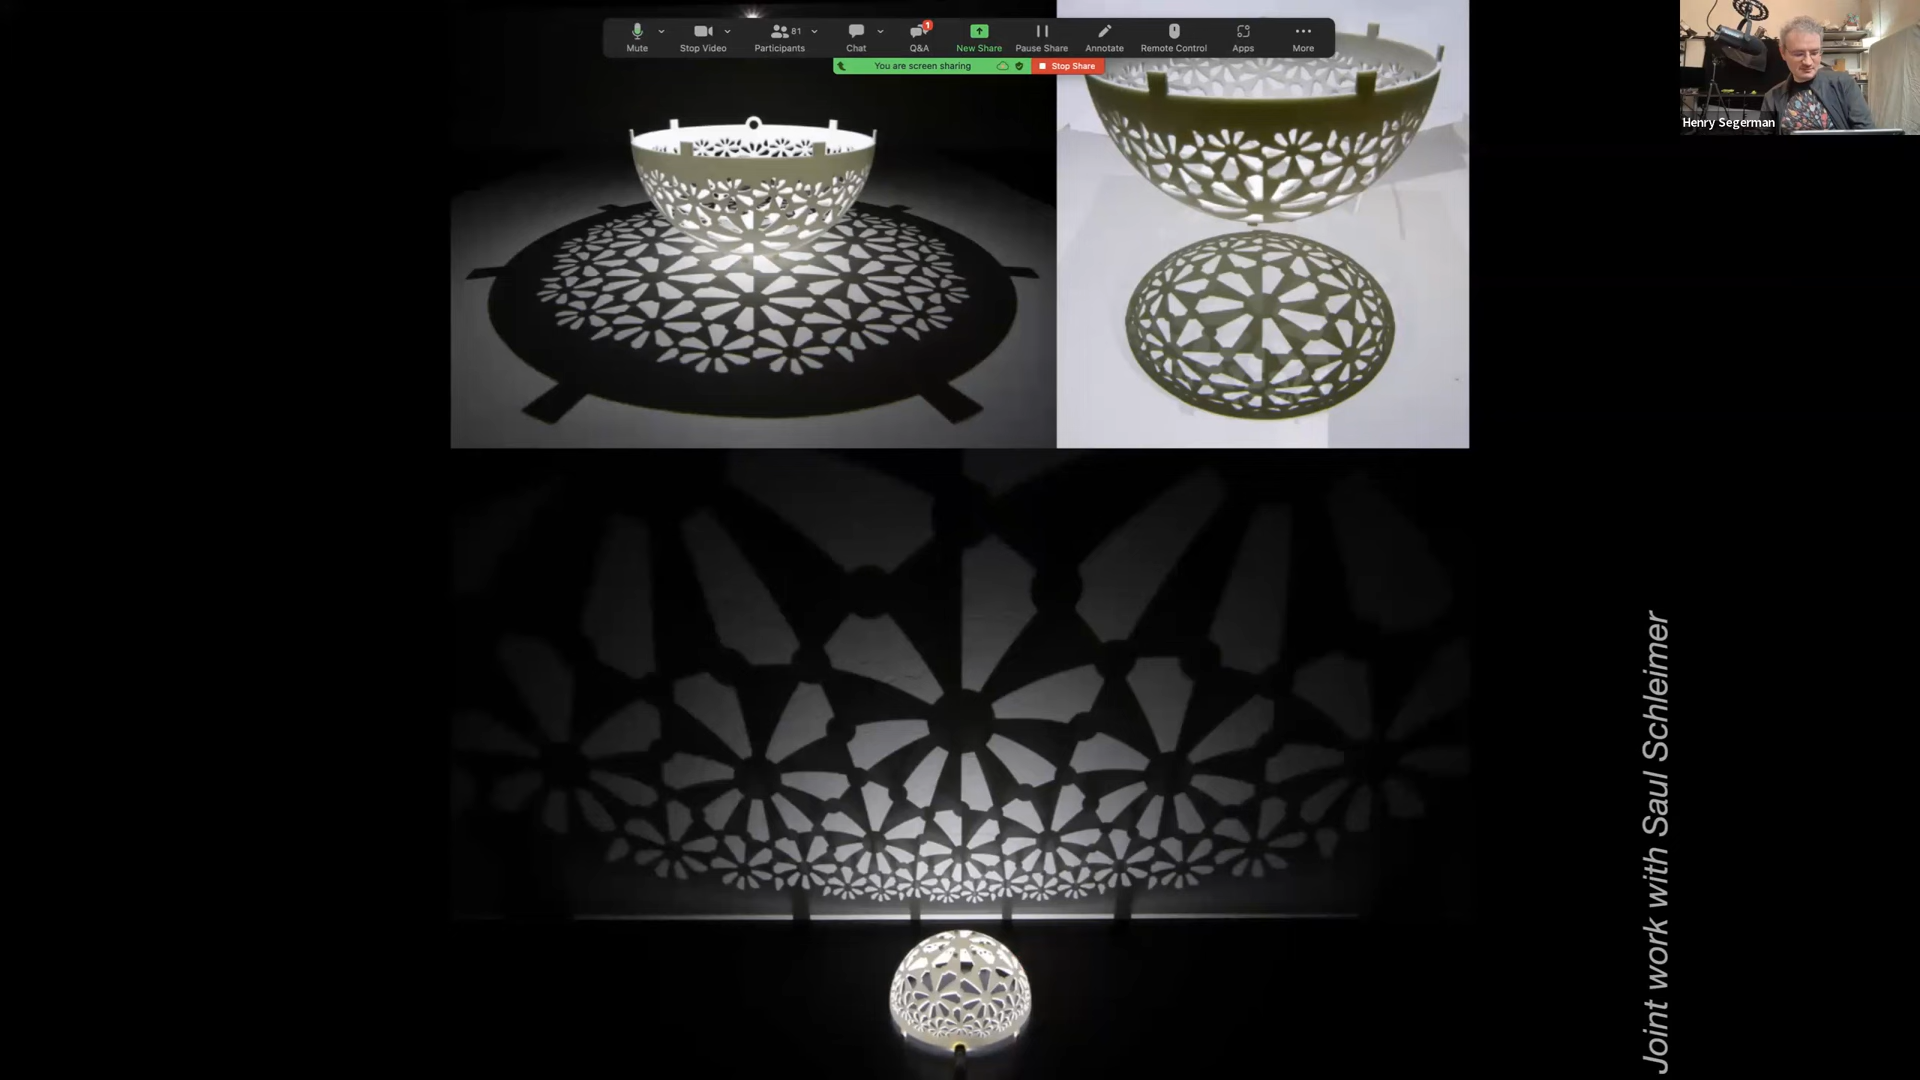 Mute
Stop Video
Participants
81
Chat
Q&A
1
New Share
Pause Share
Annotate
Remote Control
Apps
More
You are screen sharing
Stop Share
Henry Segerman
Joint work with Saul Schleimer